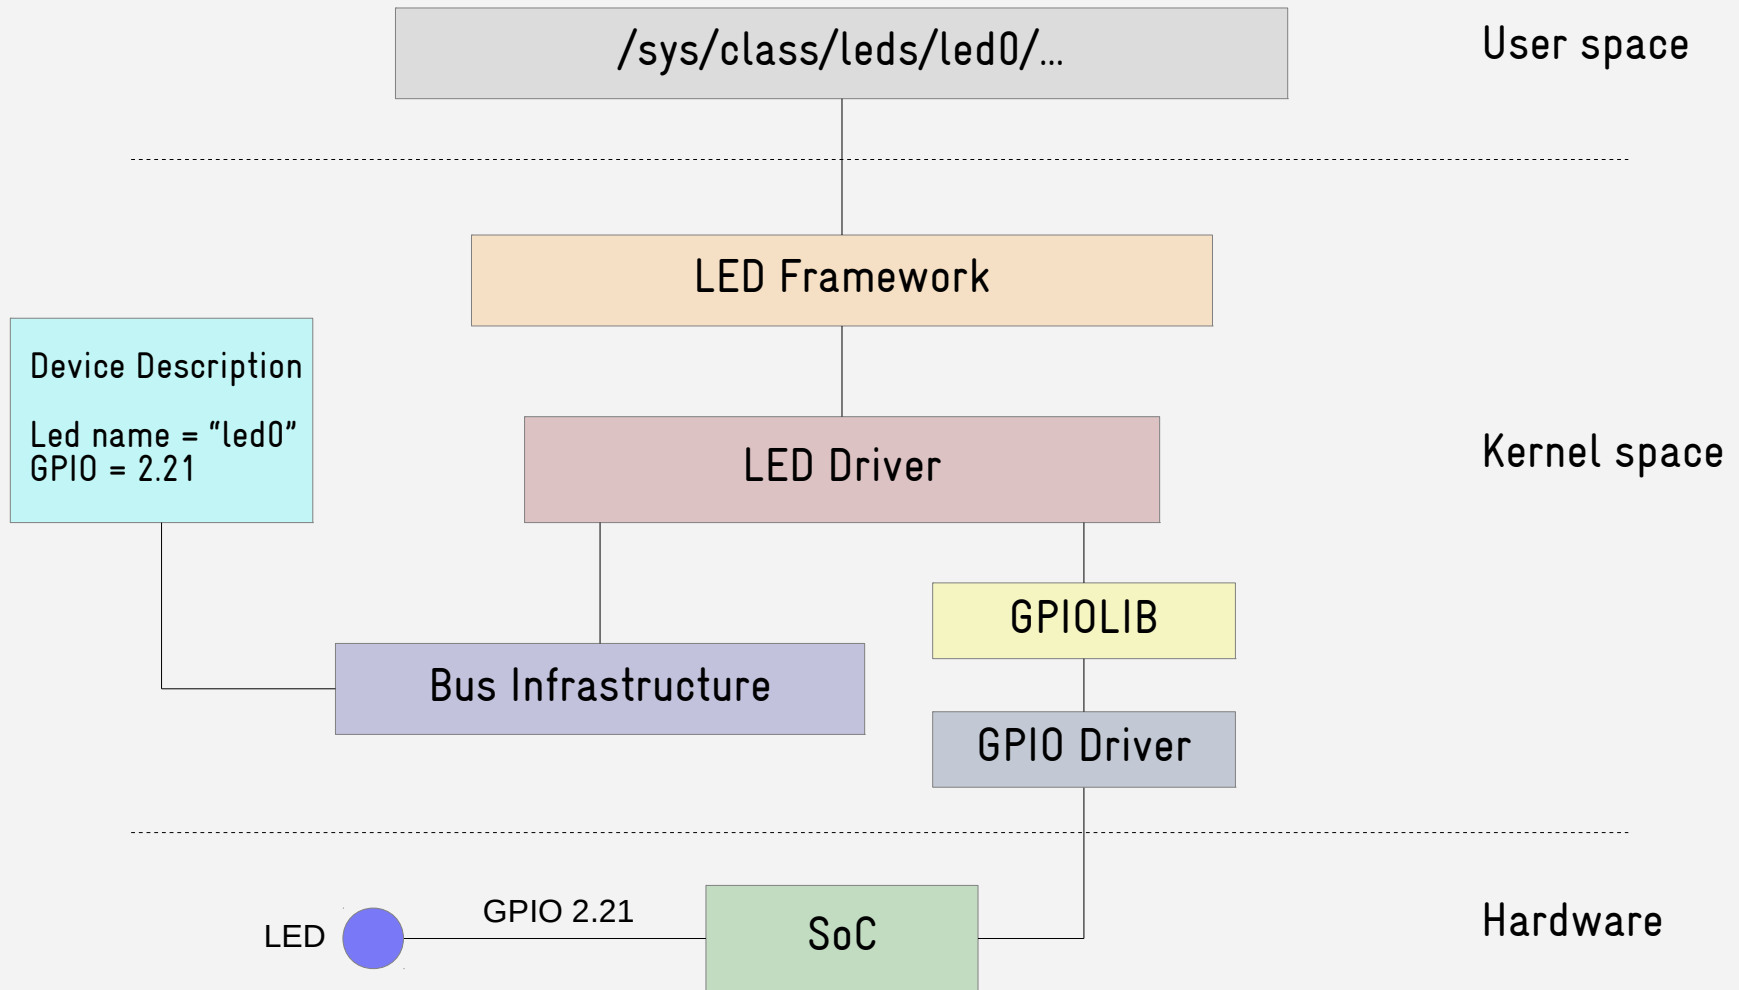 /sys/class/leds/led0/...
User space
LED Framework
Device Description
Led name = "led0"
GPIO = 2.21
LED Driver
Kernel space
GPIOLIB
Bus Infrastructure
GPIO Driver
LED
GPIO 2.21
SoC
Hardware